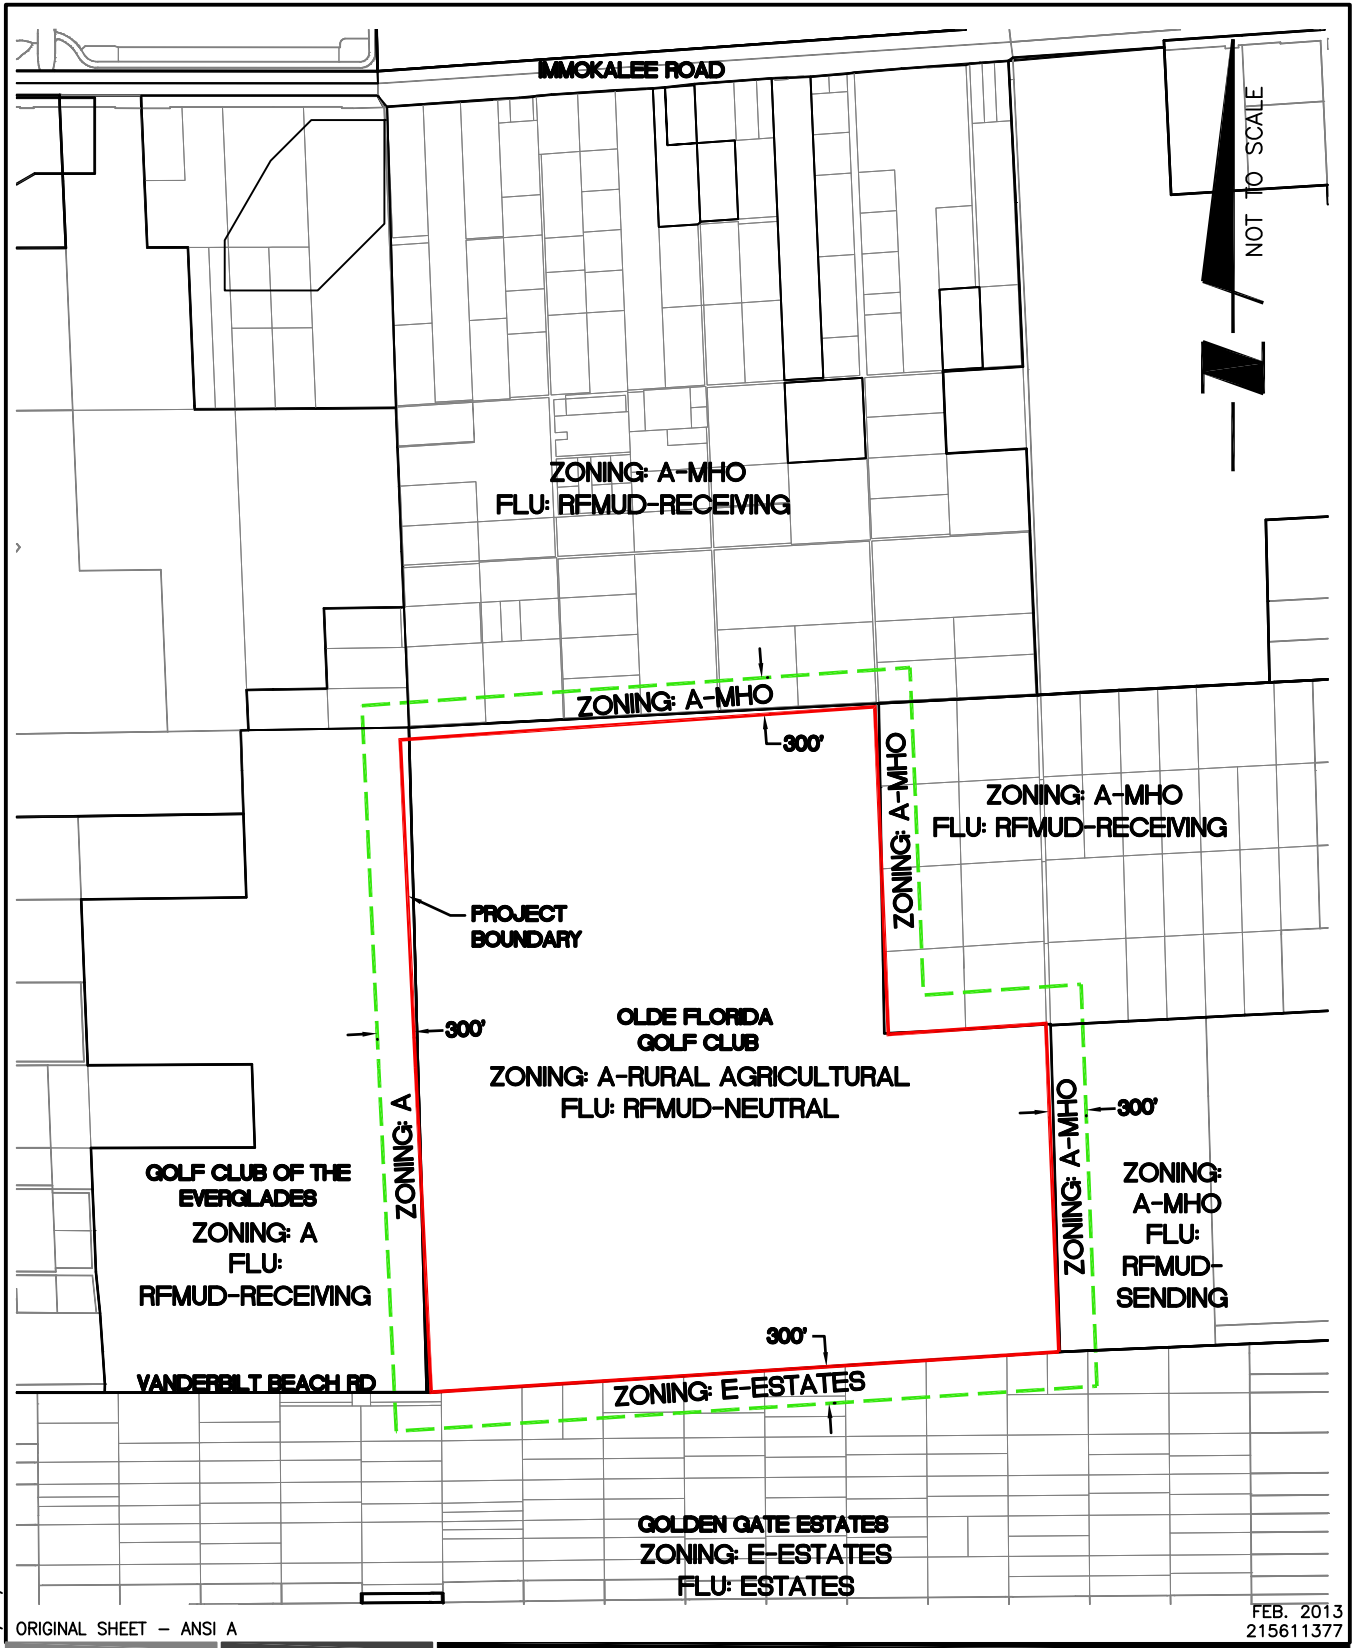 IMMOKALEE ROAD
NOT TO SCALE
N
ZONING: A-MHO
FLU: RFMUD-RECEIVING
ZONING: A-MHO
300'
ZONING: A-MHO
ZONING: A-MHO
FLU: RFMUD-RECEIVING
PROJECT
BOUNDARY
300'
OLDE FLORIDA
GOLF CLUB
ZONING: A-RURAL AGRICULTURAL
FLU: RFMUD-NEUTRAL
ZONING: A
ZONING: A-MHO
300'
GOLF CLUB OF THE
EVERGLADES
ZONING: A
FLU:
RFMUD-RECEIVING
ZONING:
A-MHO
FLU:
RFMUD-
SENDING
300'
VANDERBILT BEACH RD
ZONING: E-ESTATES
GOLDEN GATE ESTATES
ZONING: E-ESTATES
FLU: ESTATES
ORIGINAL SHEET - ANSI A
FEB. 2013
215611377